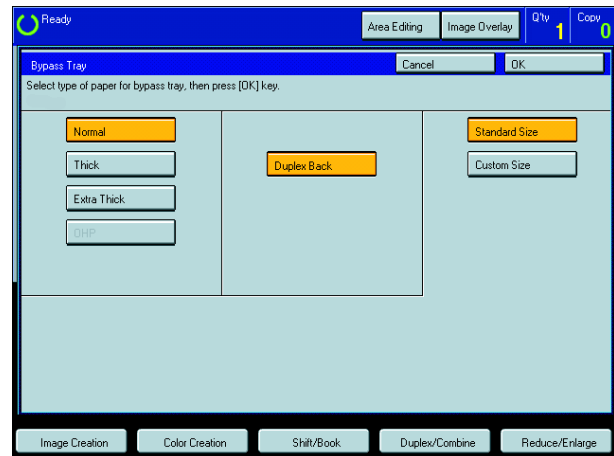 Ready
Area Editing
Image Overlay
Q'ty
1
Copy
0
Bypass Tray
Cancel
OK
Select type of paper for bypass tray, then press [OK] key.
Normal
Duplex Back
Standard Size
Thick
Custom Size
Extra Thick
OHP
Image Creation
Color Creation
Shift/Book
Duplex/Combine
Reduce/Enlarge